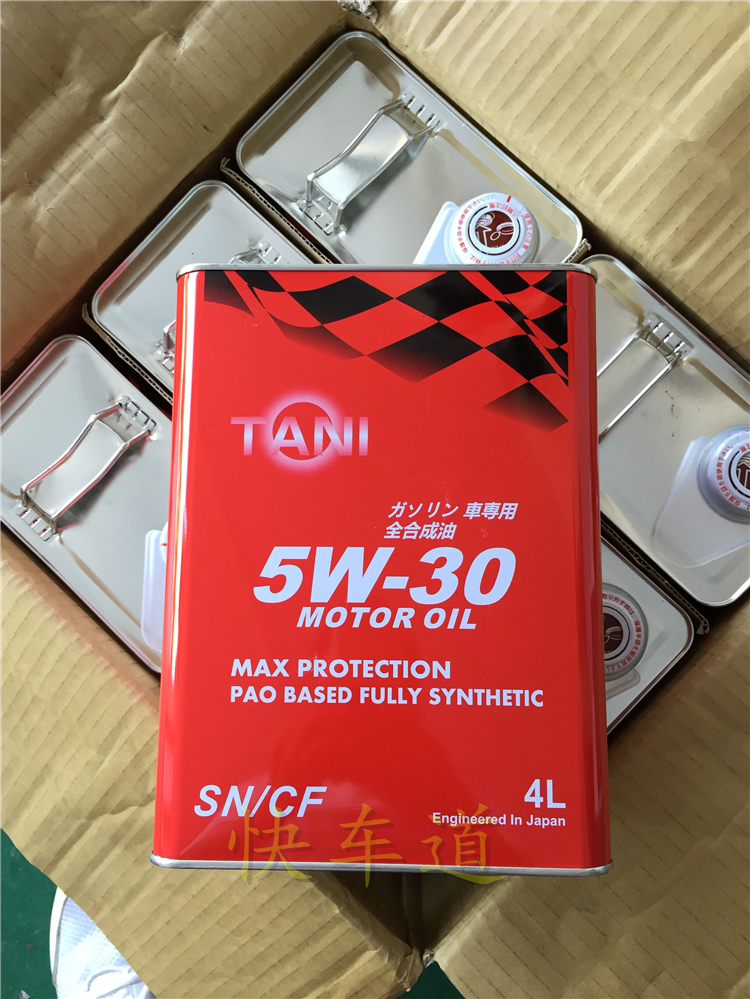 TANI
ガソリン 車専用
全合成油
5W-30
MOTOR OIL
MAX PROTECTION
PAO BASED FULLY SYNTHETIC
SN/CF
4L
Engineered In Japan
快车道